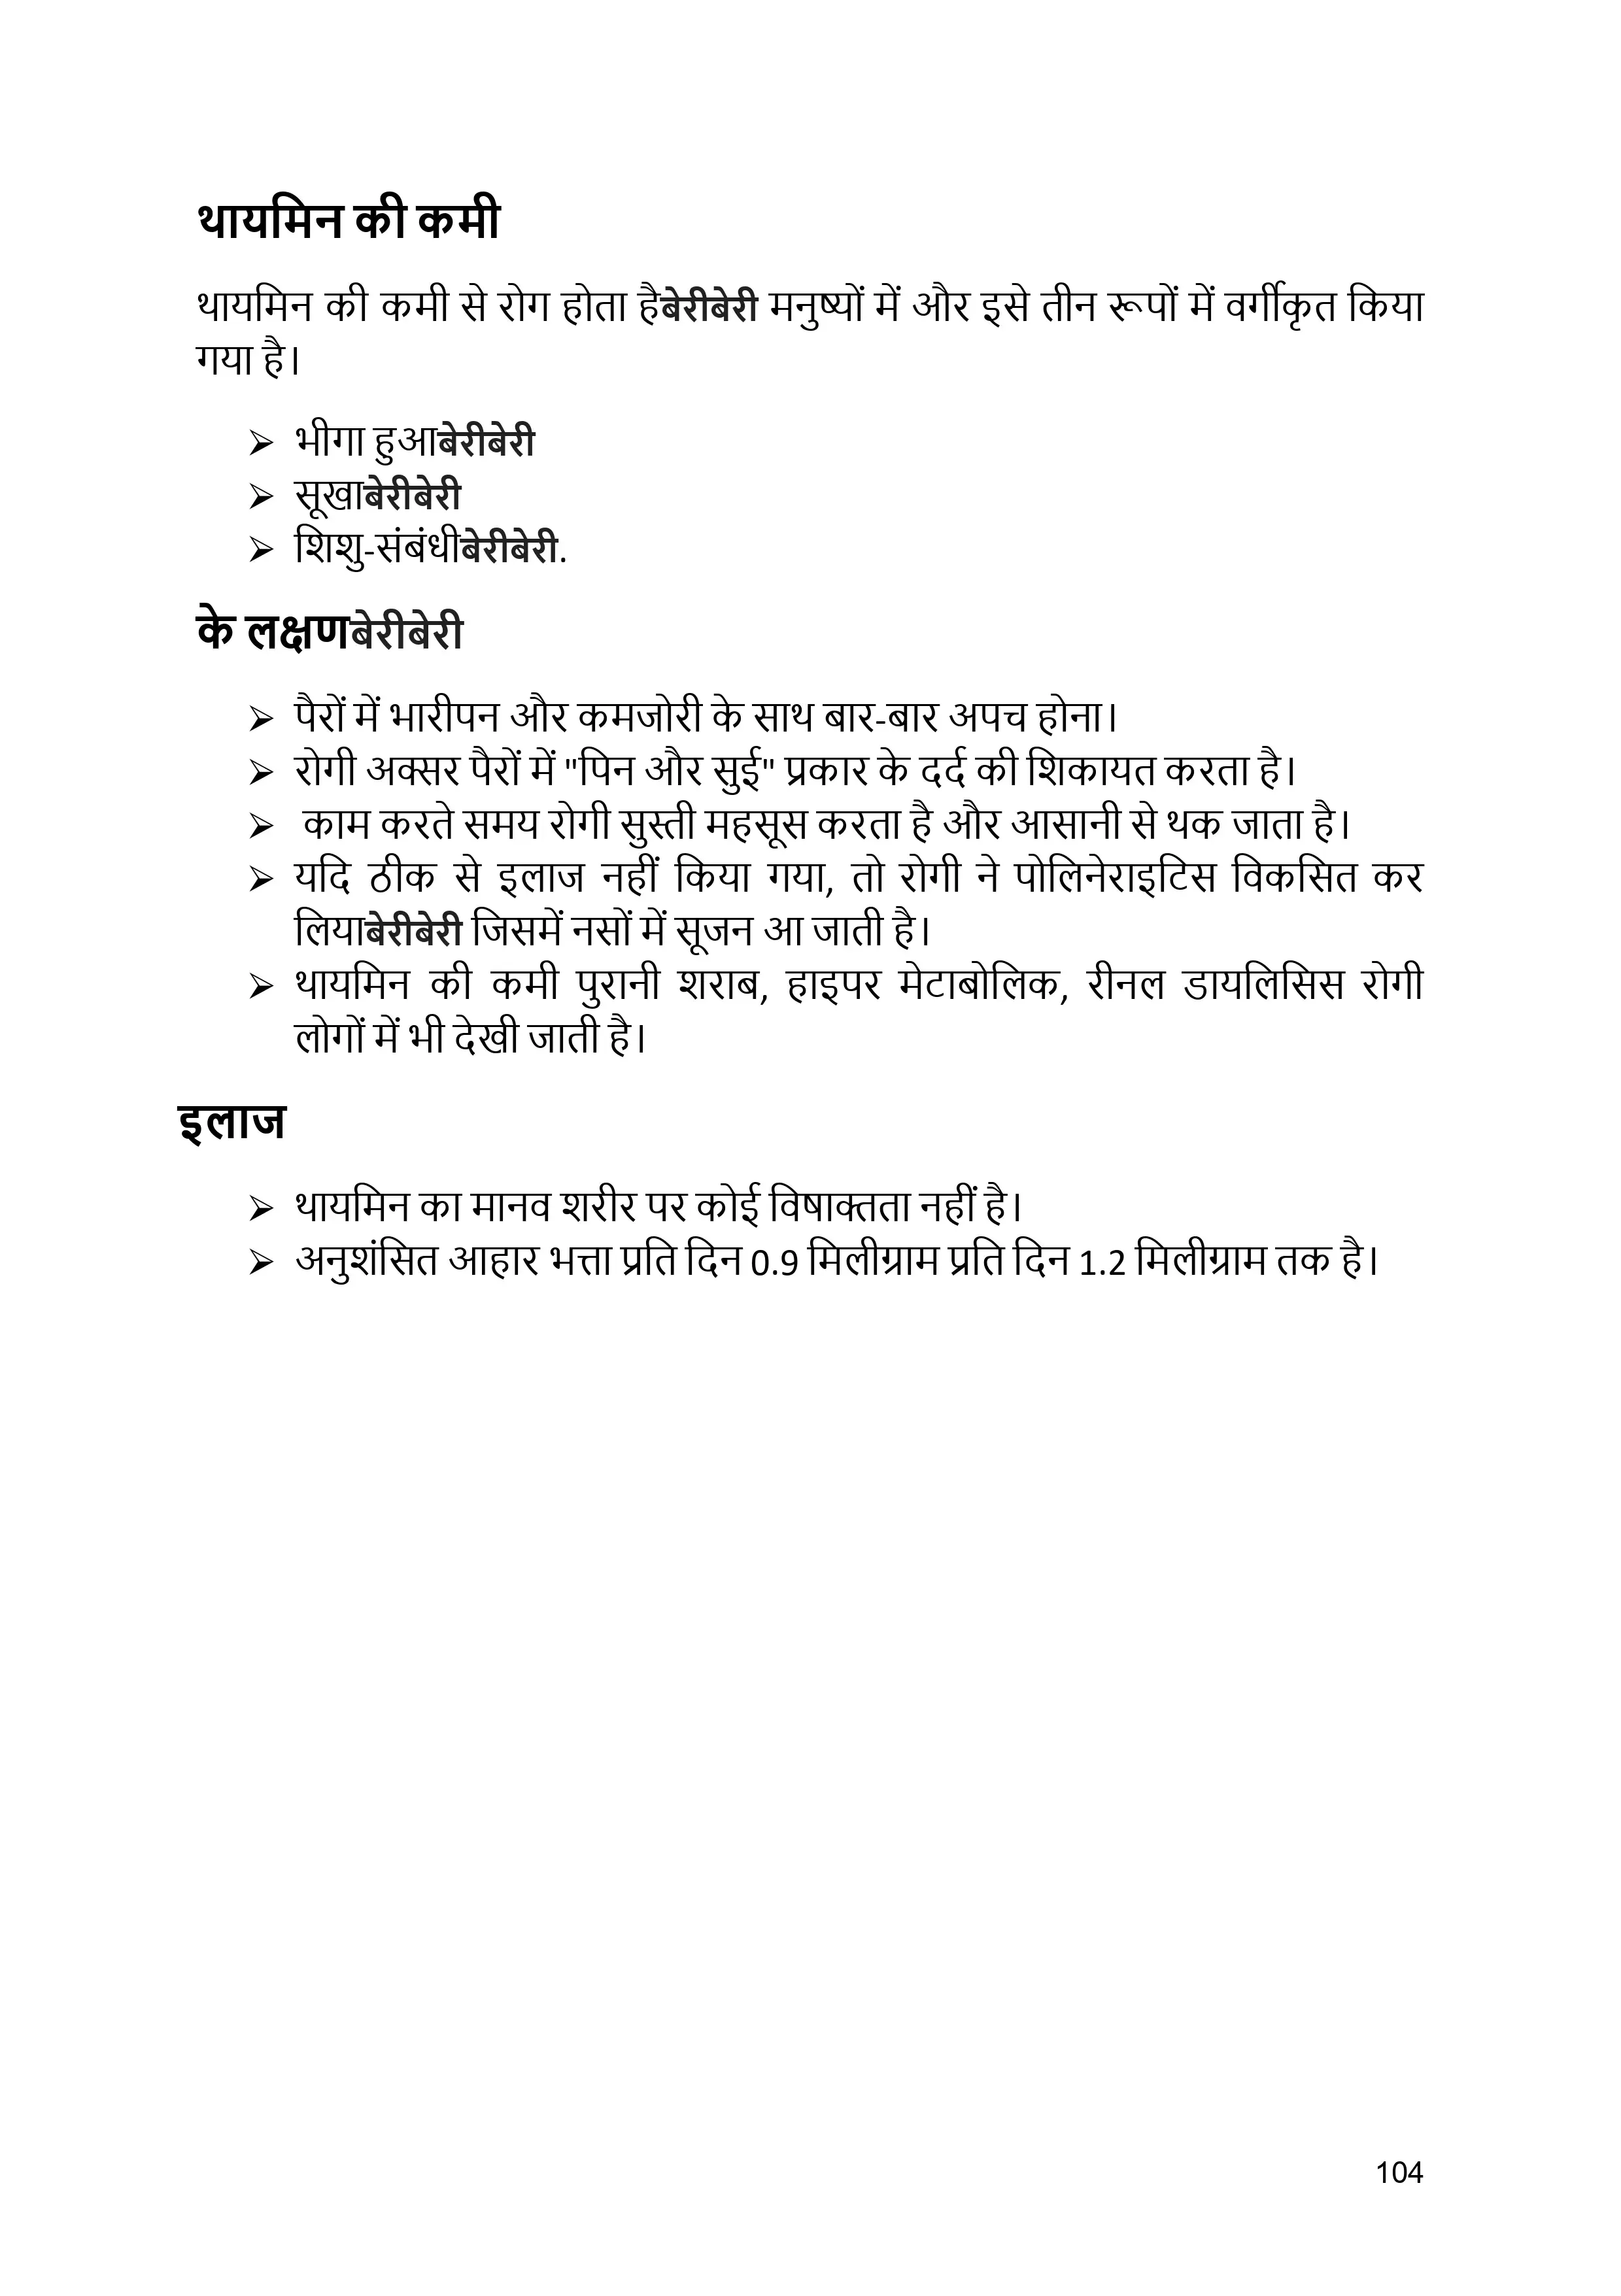 थायमिन की कमी
थायमिन की कमी से रोग होता हैबेरीबेरी मनुष्यों में और इसे तीन रूपों में वर्गीकृत किया
गया है।
➢ भीगा हुआबेरीबेरी
➢ सूखाबेरीबेरी
➢ शिशु-संबंधीबेरीबेरी.
के लक्षणबेरीबेरी
➢ पैरों में भारीपन और कमजोरी के साथ बार-बार अपच होना।
➢ रोगी अक्सर पैरों में "पिन और सुई" प्रकार के दर्द की शिकायत करता है।
➢ काम करते समय रोगी सुस्ती महसूस करता है और आसानी से थक जाता है।
➢ यदि ठीक से इलाज नहीं किया गया, तो रोगी ने पोलिनेराइटिस विकसित कर
लियाबेरीबेरी जिसमें नसों में सूजन आ जाती है।
➢ थायमिन की कमी पुरानी शराब, हाइपर मेटाबोलिक, रीनल डायलिसिस रोगी
लोगों में भी देखी जाती है।
इलाज
➢ थायमिन का मानव शरीर पर कोई विषाक्तता नहीं है।
➢ अनुशंसित आहार भत्ता प्रति दिन 0.9 मिलीग्राम प्रति दिन 1.2 मिलीग्राम तक है।
104